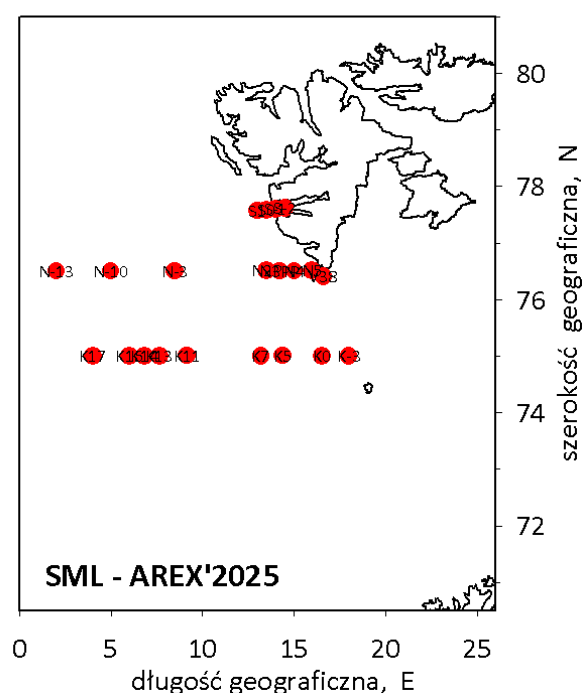 80
78
76
74
72
szerokość geograficzna, N
N-13
N-10
N-3
V38
K17
K11
K7
K5
K0
K-3
SML - AREX'2025
0
5
10
15
20
25
długość geograficzna, E